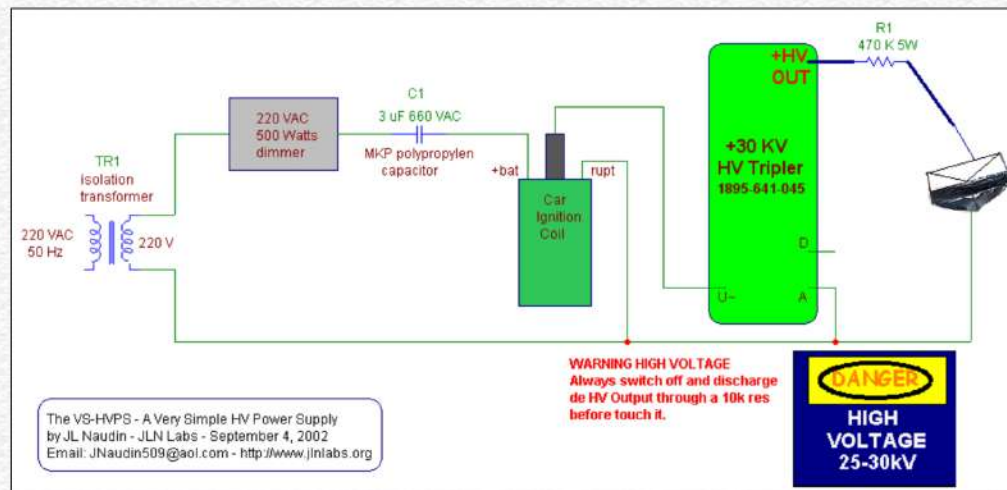 R1
470 K 5W
+HV
OUT
C1
3 uF 660 VAC
220 VAC
500 Watts
dimmer
MKP polypropylen
capacitor
+bat
rupt
+30 KV
HV Tripler
1895-641-045
TR1
isolation
transformer
Car
Ignition
Coil
220 VAC
50 Hz
220 V
D
U~
A
WARNING HIGH VOLTAGE
Always switch off and discharge
de HV Output through a 10k res
before touch it.
DANGER
HIGH
VOLTAGE
25-30kV
The VS-HVPS - A Very Simple HV Power Supply
by JL Naudin - JLN Labs - September 4, 2002
Email: JNaudin509@aol.com - http://www.jlnlabs.org